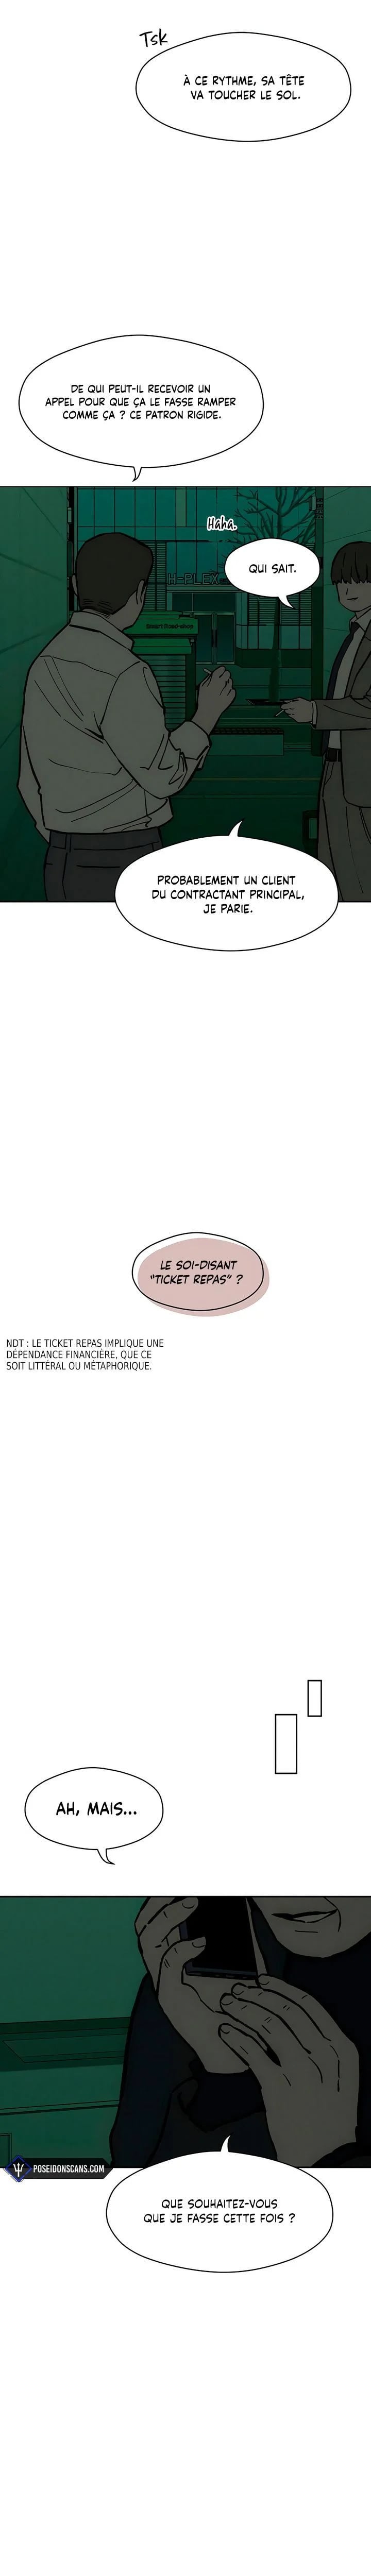 Tsk
À CE RYTHME, SA TÊTE
VA TOUCHER LE SOL.
DE QUI PEUT-IL RECEVOIR UN
APPEL POUR QUE ÇA LE FASSE RAMPER
COMME ÇA ? CE PATRON RIGIDE.
Haha.
QUI SAIT.
H-PLEX
PROBABLEMENT UN CLIENT
DU CONTRACTANT PRINCIPAL,
JE PARIE.
LE SOI-DISANT
"TICKET REPAS" ?
NDT : LE TICKET REPAS IMPLIQUE UNE
DÉPENDANCE FINANCIÈRE, QUE CE
SOIT LITTÉRAL OU MÉTAPHORIQUE.
AH, MAIS...
POSEIDONSCANS.COM
QUE SOUHAITEZ-VOUS
QUE JE FASSE CETTE FOIS ?